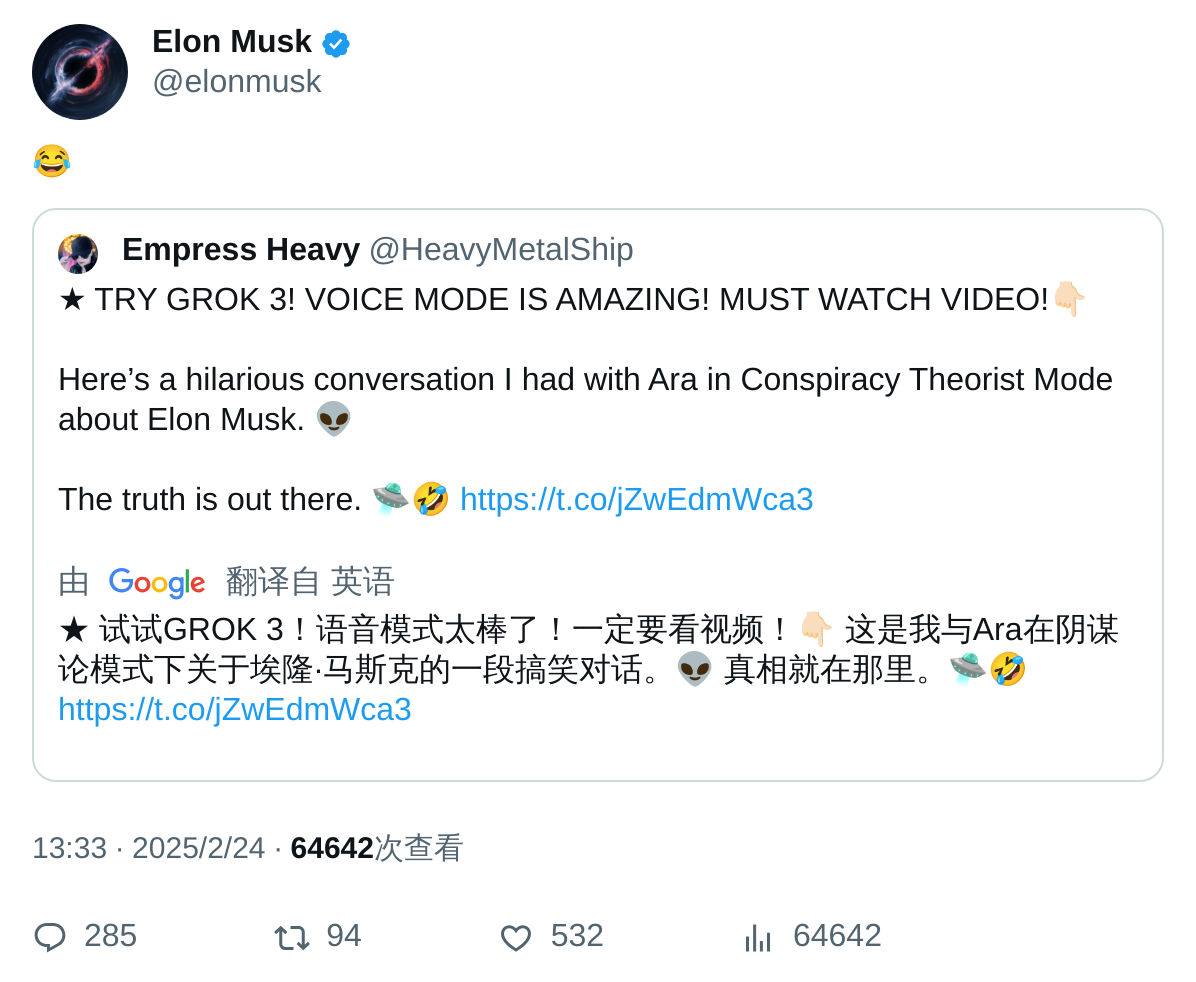 Elon Musk
@elonmusk
😂
Empress Heavy @HeavyMetalShip
★ TRY GROK 3! VOICE MODE IS AMAZING! MUST WATCH VIDEO!👇🏻
Here’s a hilarious conversation I had with Ara in Conspiracy Theorist Mode
about Elon Musk. 👽
The truth is out there. 🛸🤣 https://t.co/jZwEdmWca3
由 Google 翻译自 英语
★ 试试GROK 3！语音模式太棒了！一定要看视频！👇🏻 这是我与Ara在阴谋
论模式下关于埃隆·马斯克的一段搞笑对话。👽 真相就在那里。🛸🤣
https://t.co/jZwEdmWca3
13:33 · 2025/2/24 · 64642次查看
285 94 532 64642